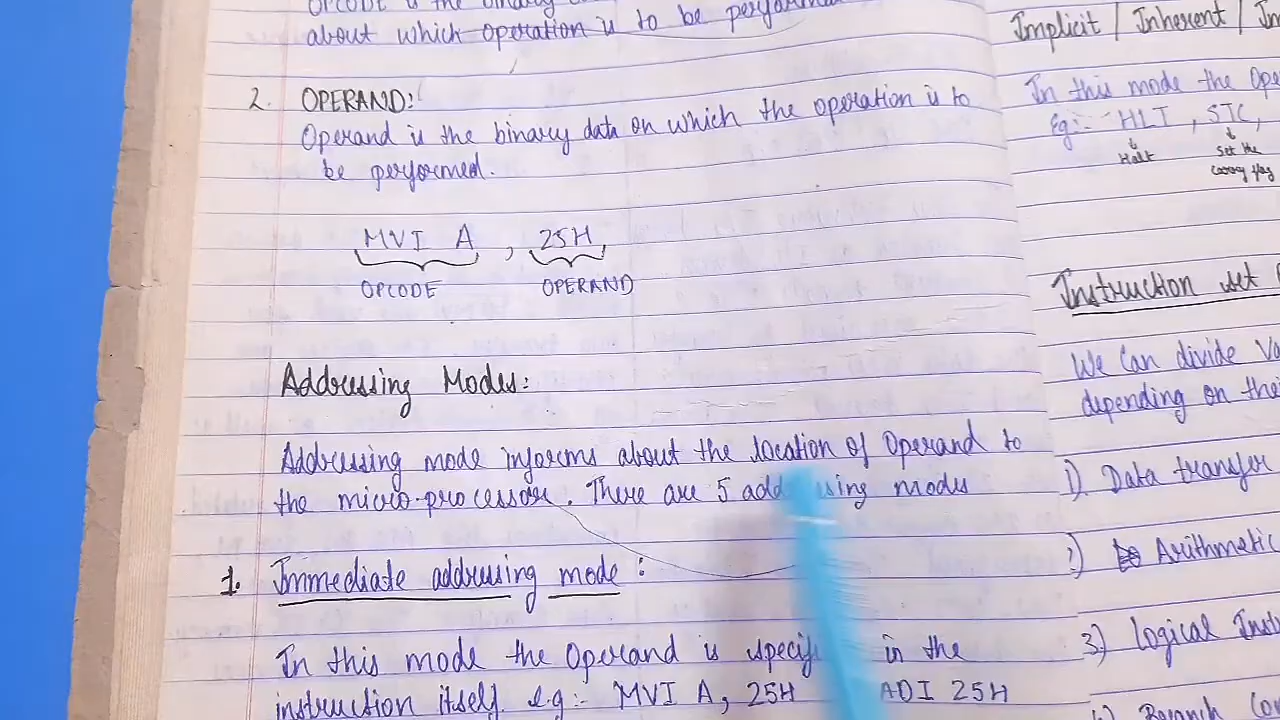 OPCODE is the binary
about which operation is to be performed
2. OPERAND:
Operand is the binary data on which the operation is to
be performed.
MVI A , 25H
OPCODE OPERAND
Addressing Modes:
Addressing mode informs about the location of Operand to
the micro-processor. There are 5 modes
1. Immediate addressing mode :
In this mode the Operand is in the
instruction itself. e.g:- MVI A, 25H ADI 25H
Implicit / Inherent /
In this mode the
Eg:- HLT , STC,
Halt Set the
carry flag
Instruction set
We Can divide
depending on
1). Data transfer
2) Arithmetic
3) Logical
Branch